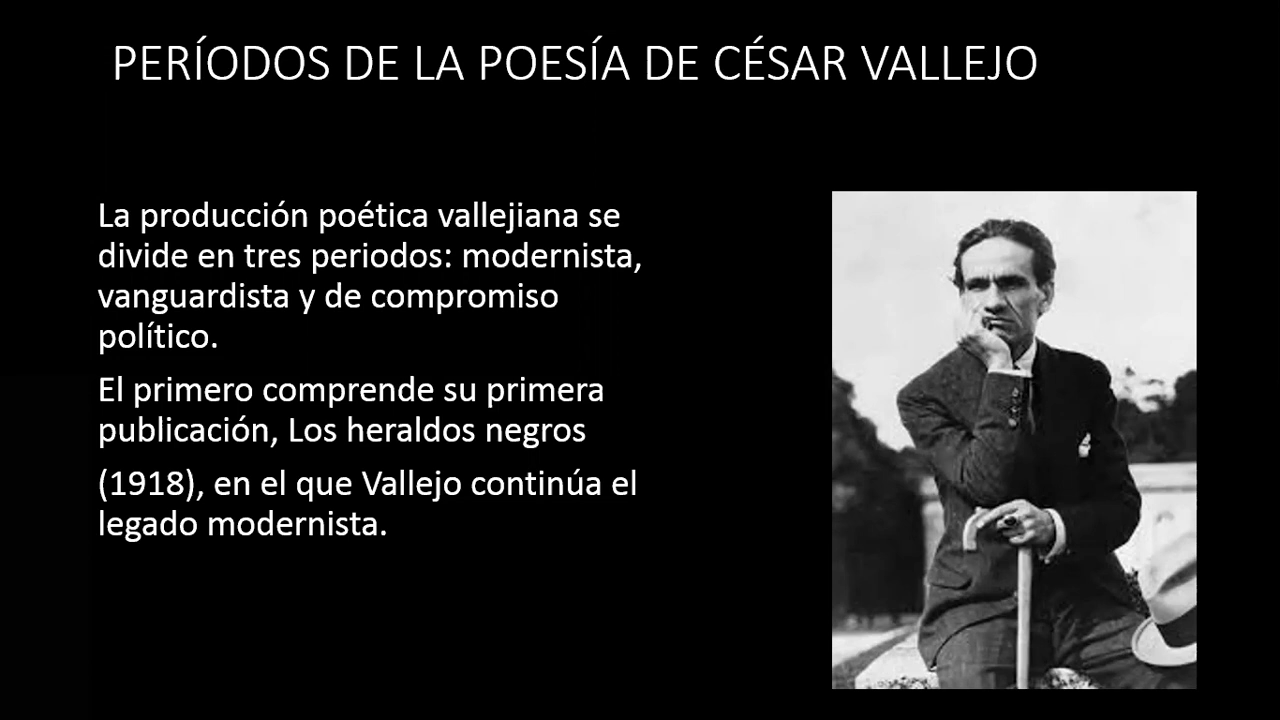 PERÍODOS DE LA POESÍA DE CÉSAR VALLEJO
La producción poética vallejiana se
divide en tres periodos: modernista,
vanguardista y de compromiso
político.
El primero comprende su primera
publicación, Los heraldos negros
(1918), en el que Vallejo continúa el
legado modernista.